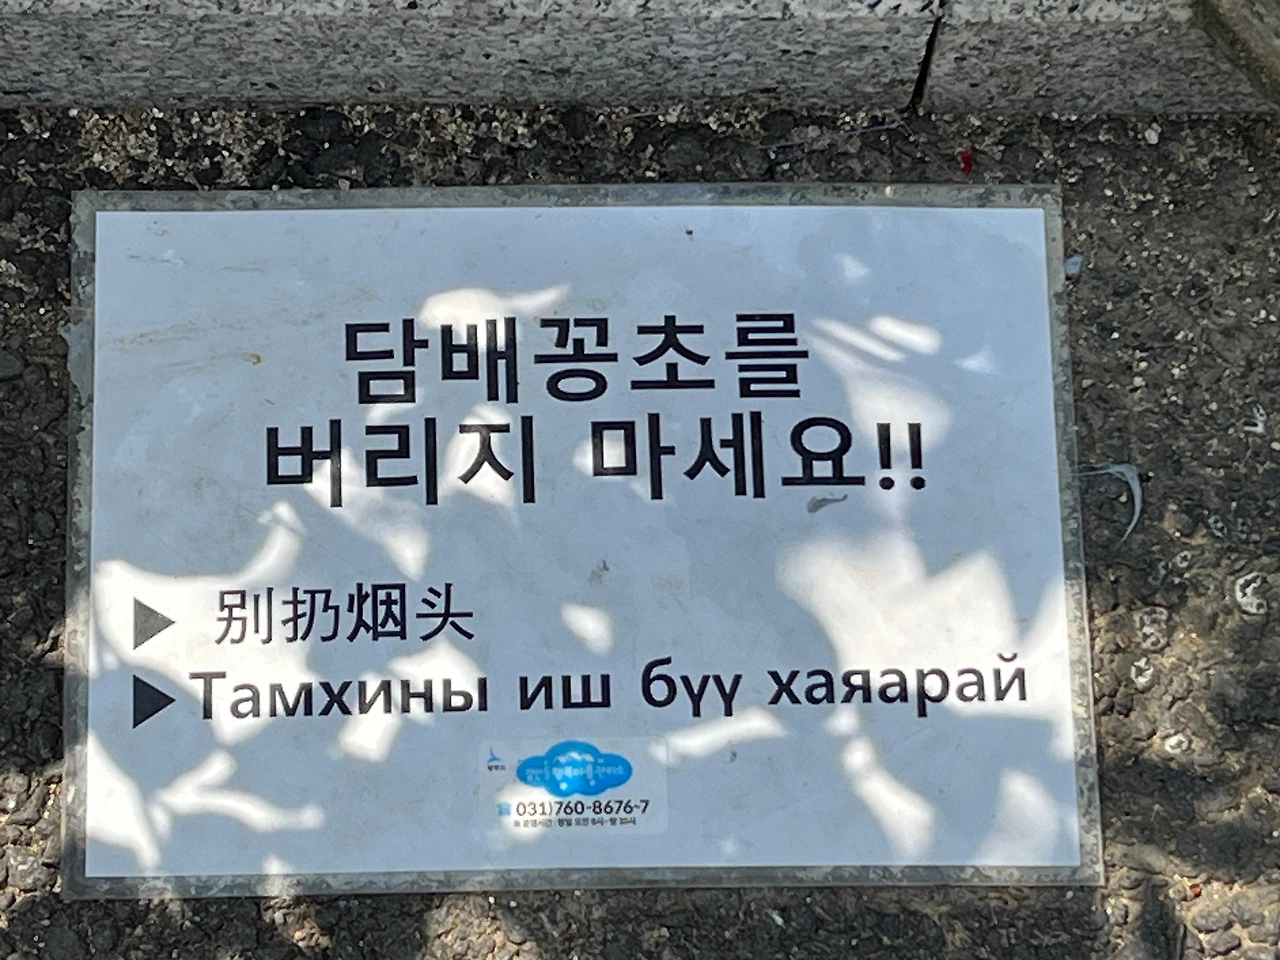 담배꽁초를
버리지 마세요!!
▶ 别扔烟头
▶ Тамхины иш бүү хаяарай
☎ 031)760-8676~7